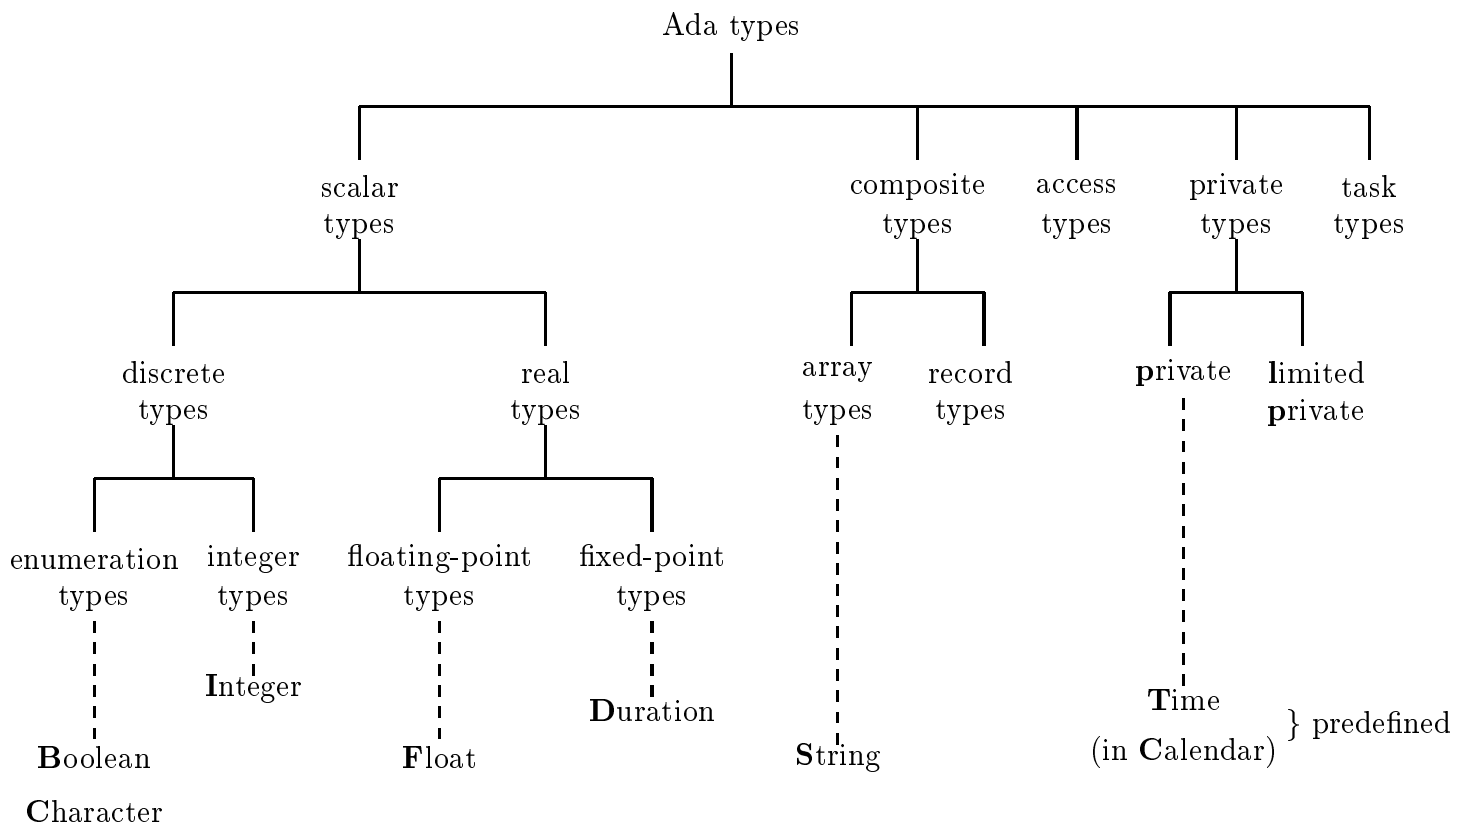 Ada types
scalar
types
composite
types
access
types
private
types
task
types
discrete
types
real
types
array
types
record
types
private
limited
private
enumeration
types
integer
types
floating-point
types
fixed-point
types
Integer
Duration
Time
(in Calendar)
} predefined
Boolean
Character
Float
String